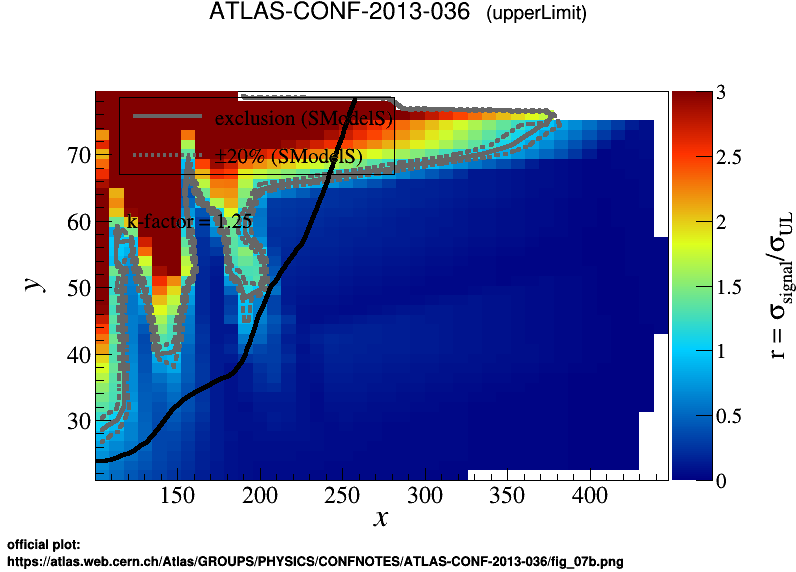 ATLAS-CONF-2013-036 (upperLimit)
exclusion (SModelS)
±20% (SModelS)
k-factor = 1.25
y
70
60
50
40
30
150
200
250
300
350
400
x
3
2.5
2
1.5
1
0.5
0
r = σsignal/σUL
official plot:
https://atlas.web.cern.ch/Atlas/GROUPS/PHYSICS/CONFNOTES/ATLAS-CONF-2013-036/fig_07b.png